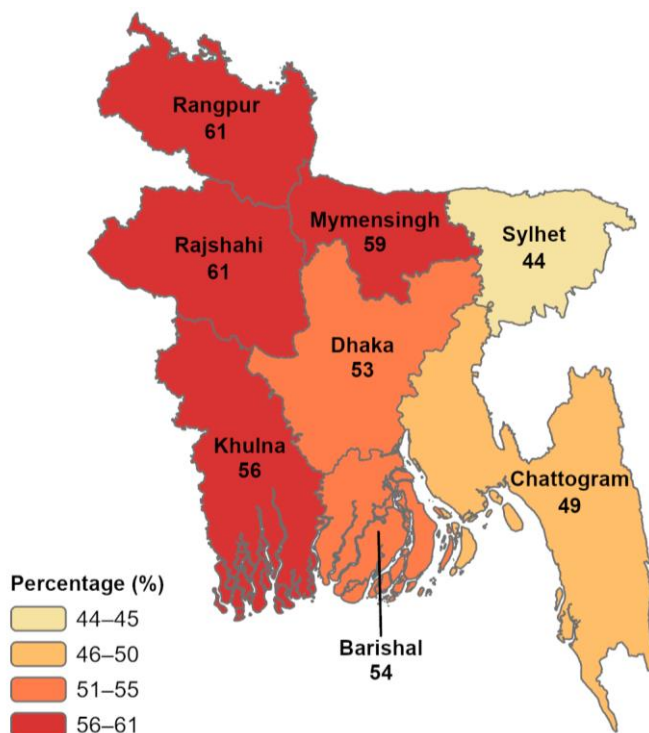 Rangpur
61
Mymensingh
59
Sylhet
44
Rajshahi
61
Dhaka
53
Khulna
56
Chattogram
49
Barishal
54
Percentage (%)
44–45
46–50
51–55
56–61